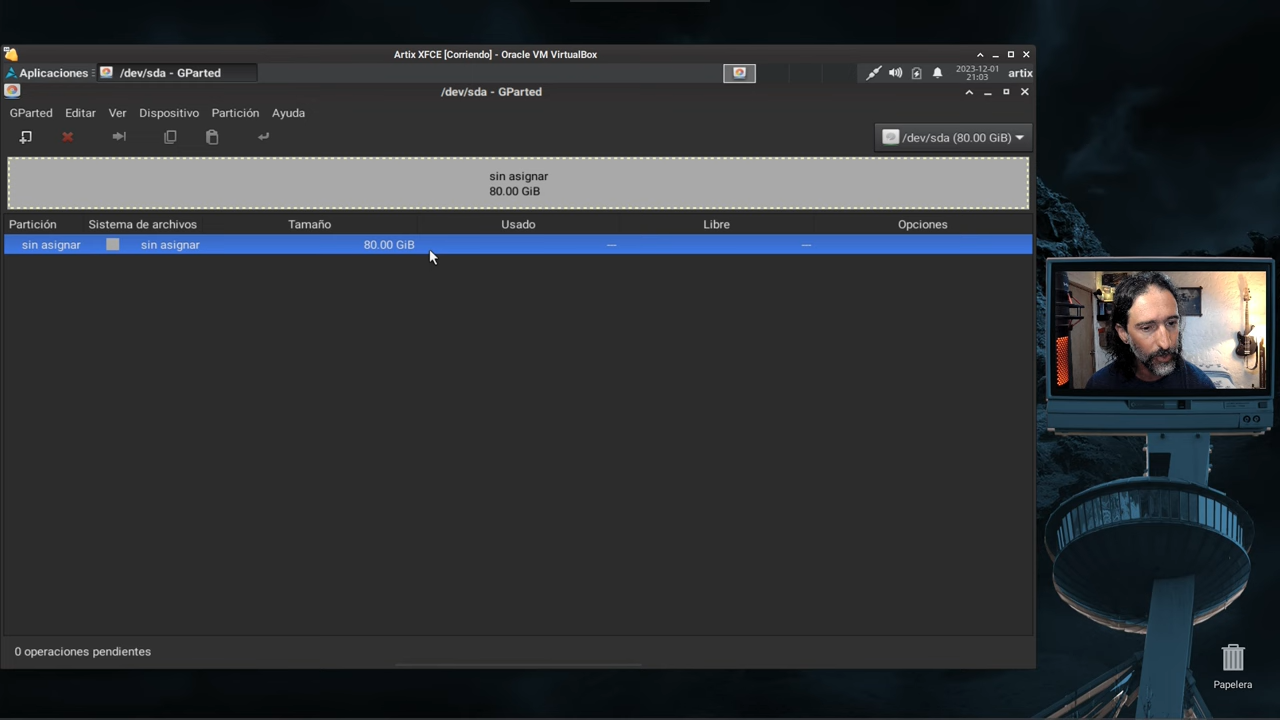 Artix XFCE [Corriendo] - Oracle VM VirtualBox
Aplicaciones
/dev/sda - GParted
2023-12-01
21:03
artix
/dev/sda - GParted
GParted Editar Ver Dispositivo Partición Ayuda
/dev/sda (80.00 GiB)
sin asignar
80.00 GiB
Partición Sistema de archivos Tamaño Usado Libre Opciones
sin asignar sin asignar 80.00 GiB — —
0 operaciones pendientes
Papelera